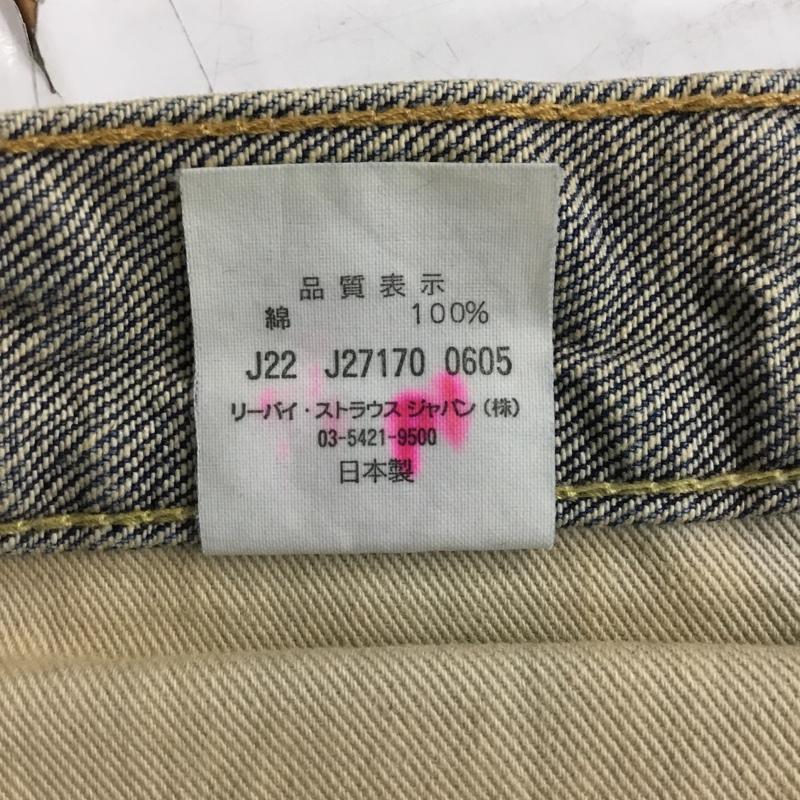 品質表示
綿 100%
J22 J27170 0605
リーバイ・ストラウス ジャパン(株)
03-5421-9500
日本製